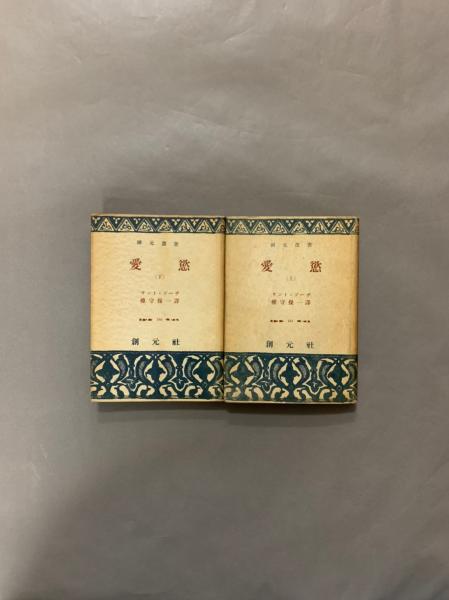 創元叢書
愛慾
(下)
サント・ブーヴ
權守操一譯
創元社
創元叢書
愛慾
(上)
サント・ブーヴ
權守操一譯
創元社